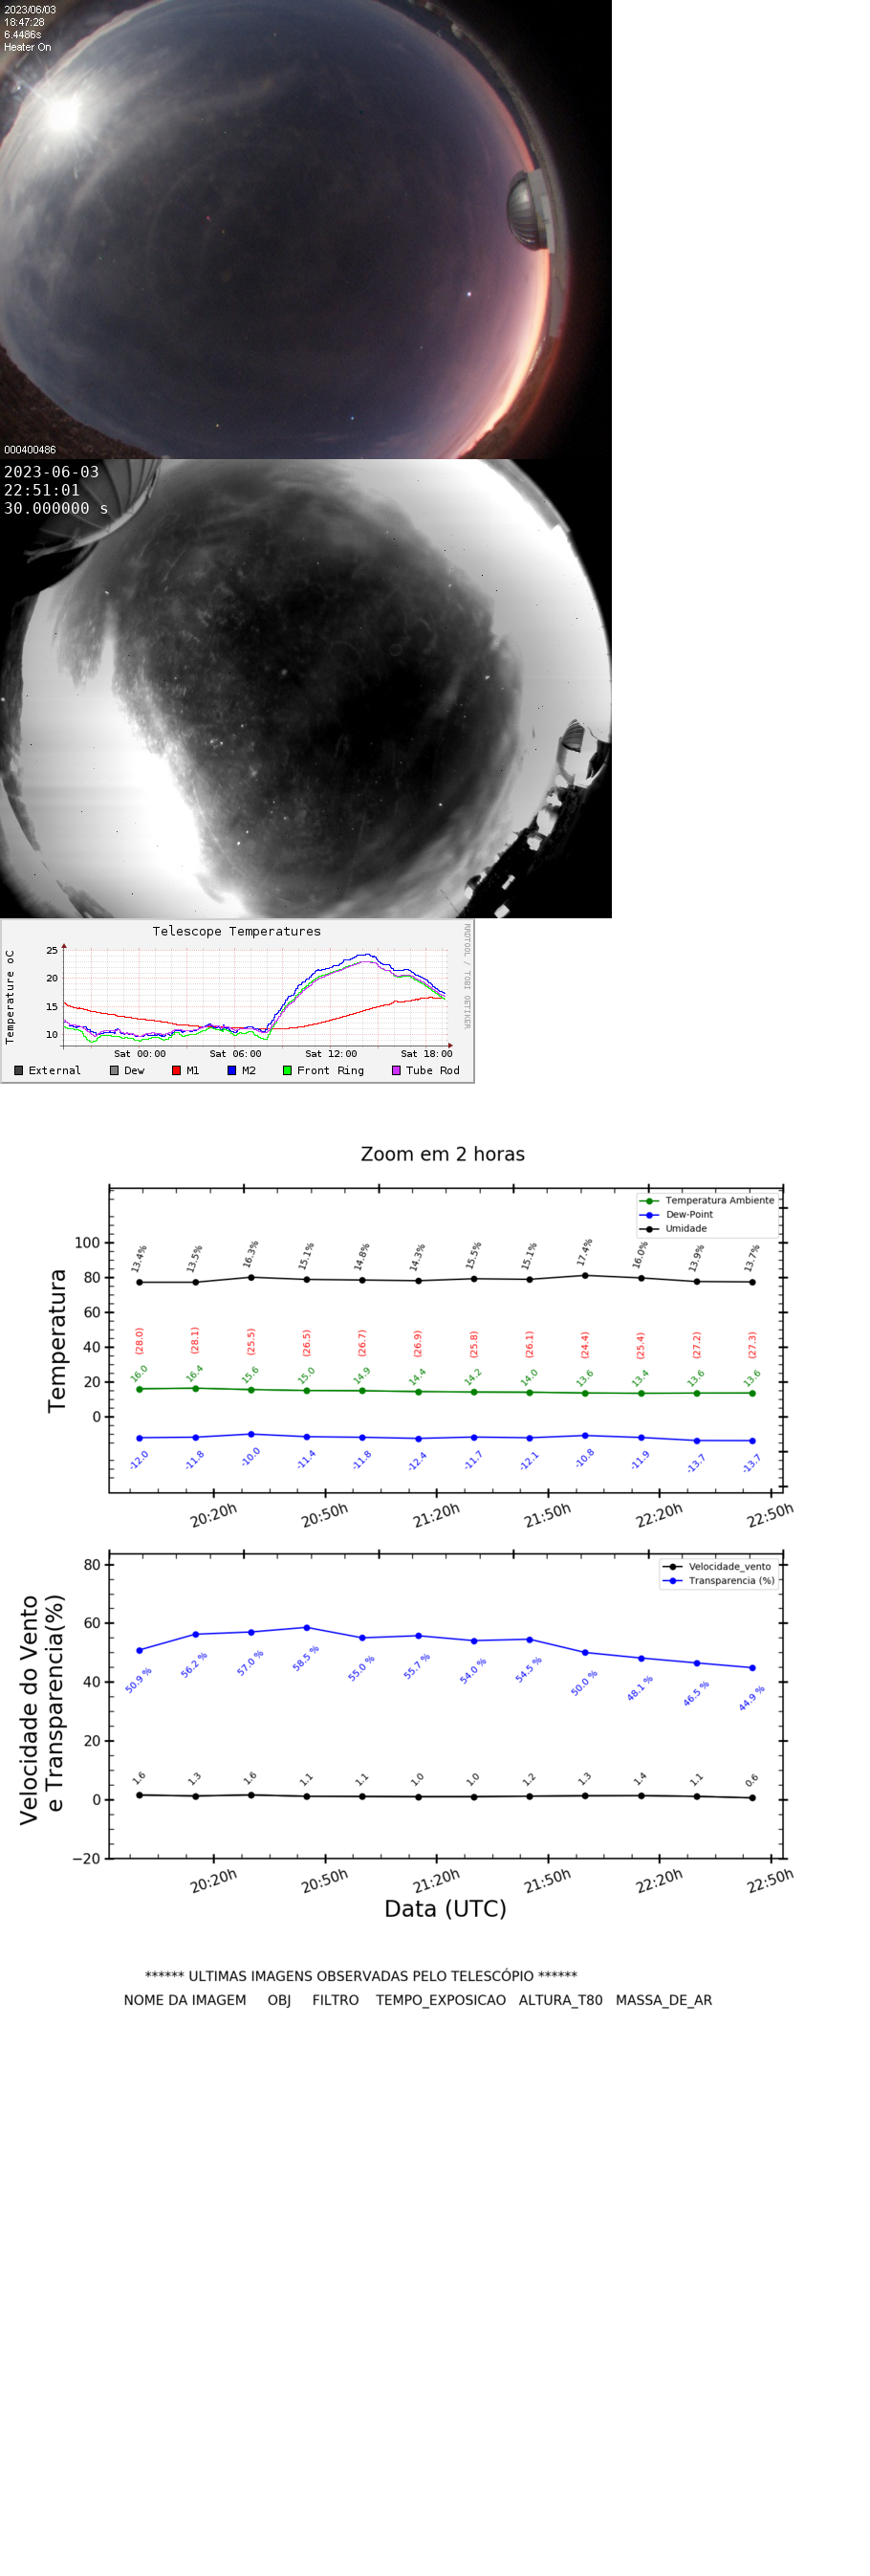 2023/06/03
18:47:28
6.4486s
Heater On
000400486
2023-06-03
22:51:01
30.000000 s
Telescope Temperatures
RRDTOOL / TOBI OETIKER
Temperature oC
25
20
15
10
Sat 00:00 Sat 06:00 Sat 12:00 Sat 18:00
External Dew M1 M2 Front Ring Tube Rod
Zoom em 2 horas
Temperatura Ambiente
Dew-Point
Umidade
Temperatura
100
80
60
40
20
0
13.4% 13.5% 16.3% 15.1% 14.8% 14.3% 15.5% 15.1% 17.4% 16.0% 13.9% 13.7%
(28.0) (28.1) (25.5) (26.5) (26.7) (26.9) (25.8) (26.1) (24.4) (25.4) (27.2) (27.3)
16.0 16.4 15.6 15.0 14.9 14.4 14.2 14.0 13.6 13.4 13.6 13.6
-12.0 -11.8 -10.0 -11.4 -11.8 -12.4 -11.7 -12.1 -10.8 -11.9 -13.7 -13.7
20:20h 20:50h 21:20h 21:50h 22:20h 22:50h
Velocidade_vento
Transparencia (%)
Velocidade do Vento
e Transparencia(%)
80
60
40
20
0
−20
50.9 % 56.2 % 57.0 % 58.5 % 55.0 % 55.7 % 54.0 % 54.5 % 50.0 % 48.1 % 46.5 % 44.9 %
1.6 1.3 1.6 1.1 1.1 1.0 1.0 1.2 1.3 1.4 1.1 0.6
20:20h 20:50h 21:20h 21:50h 22:20h 22:50h
Data (UTC)
****** ULTIMAS IMAGENS OBSERVADAS PELO TELESCÓPIO ******
NOME DA IMAGEM OBJ FILTRO TEMPO_EXPOSICAO ALTURA_T80 MASSA_DE_AR